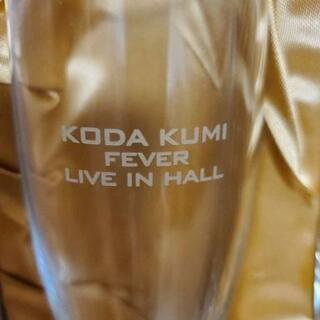 KODA KUMI
FEVER
LIVE IN HALL